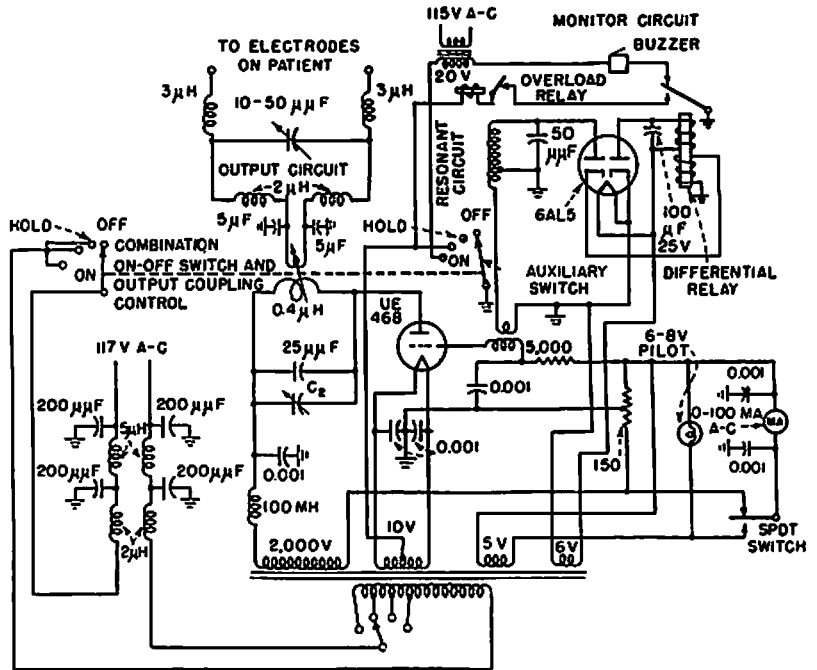 115V A-C
MONITOR CIRCUIT
BUZZER
TO ELECTRODES
ON PATIENT
20 V
OVERLOAD
RELAY
3μH
10-50 μμF
3μH
RESONANT
CIRCUIT
50
μμF
OUTPUT CIRCUIT
2μH
5μF
5μF
6AL5
100
μF
25V
HOLD
OFF
ON
COMBINATION
ON-OFF SWITCH AND
OUTPUT COUPLING
CONTROL
HOLD
OFF
ON
AUXILIARY
SWITCH
DIFFERENTIAL
RELAY
0.4μH
UE
468
117V A-C
25μμF
C2
5,000
6-8V
PILOT
0.001
0-100 MA
A-C
MA
0.001
200μμF
5μH
200μμF
200μμF
200μμF
2μH
0.001
0.001
0.001
150
100MH
2,000V
10V
5V
6V
SPDT
SWITCH